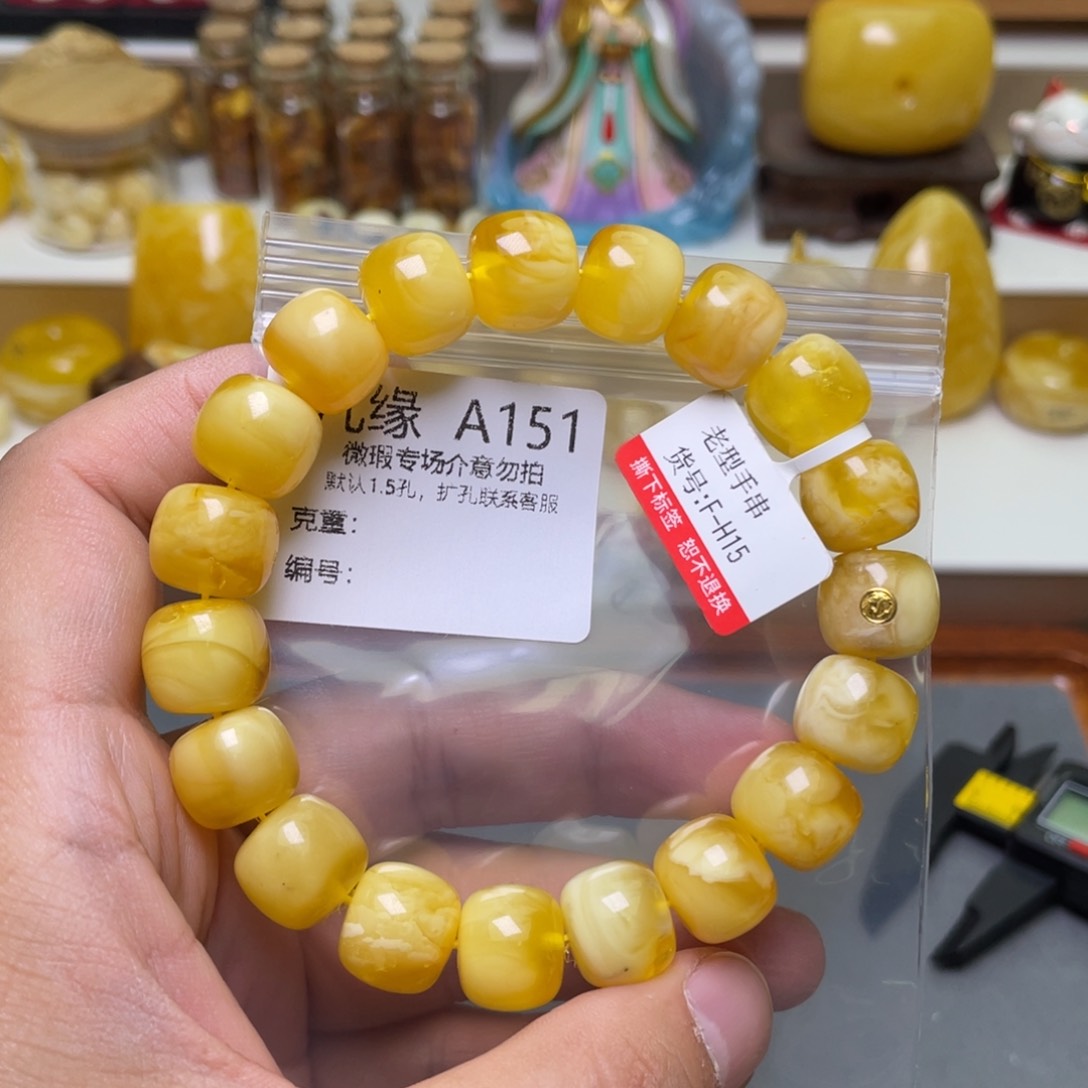 缘 A151
微瑕专场介意勿拍
默认1.5孔，扩孔联系客服
克重：
编号：
老型手串
货号:F-H15
撕下标签 恕不退换